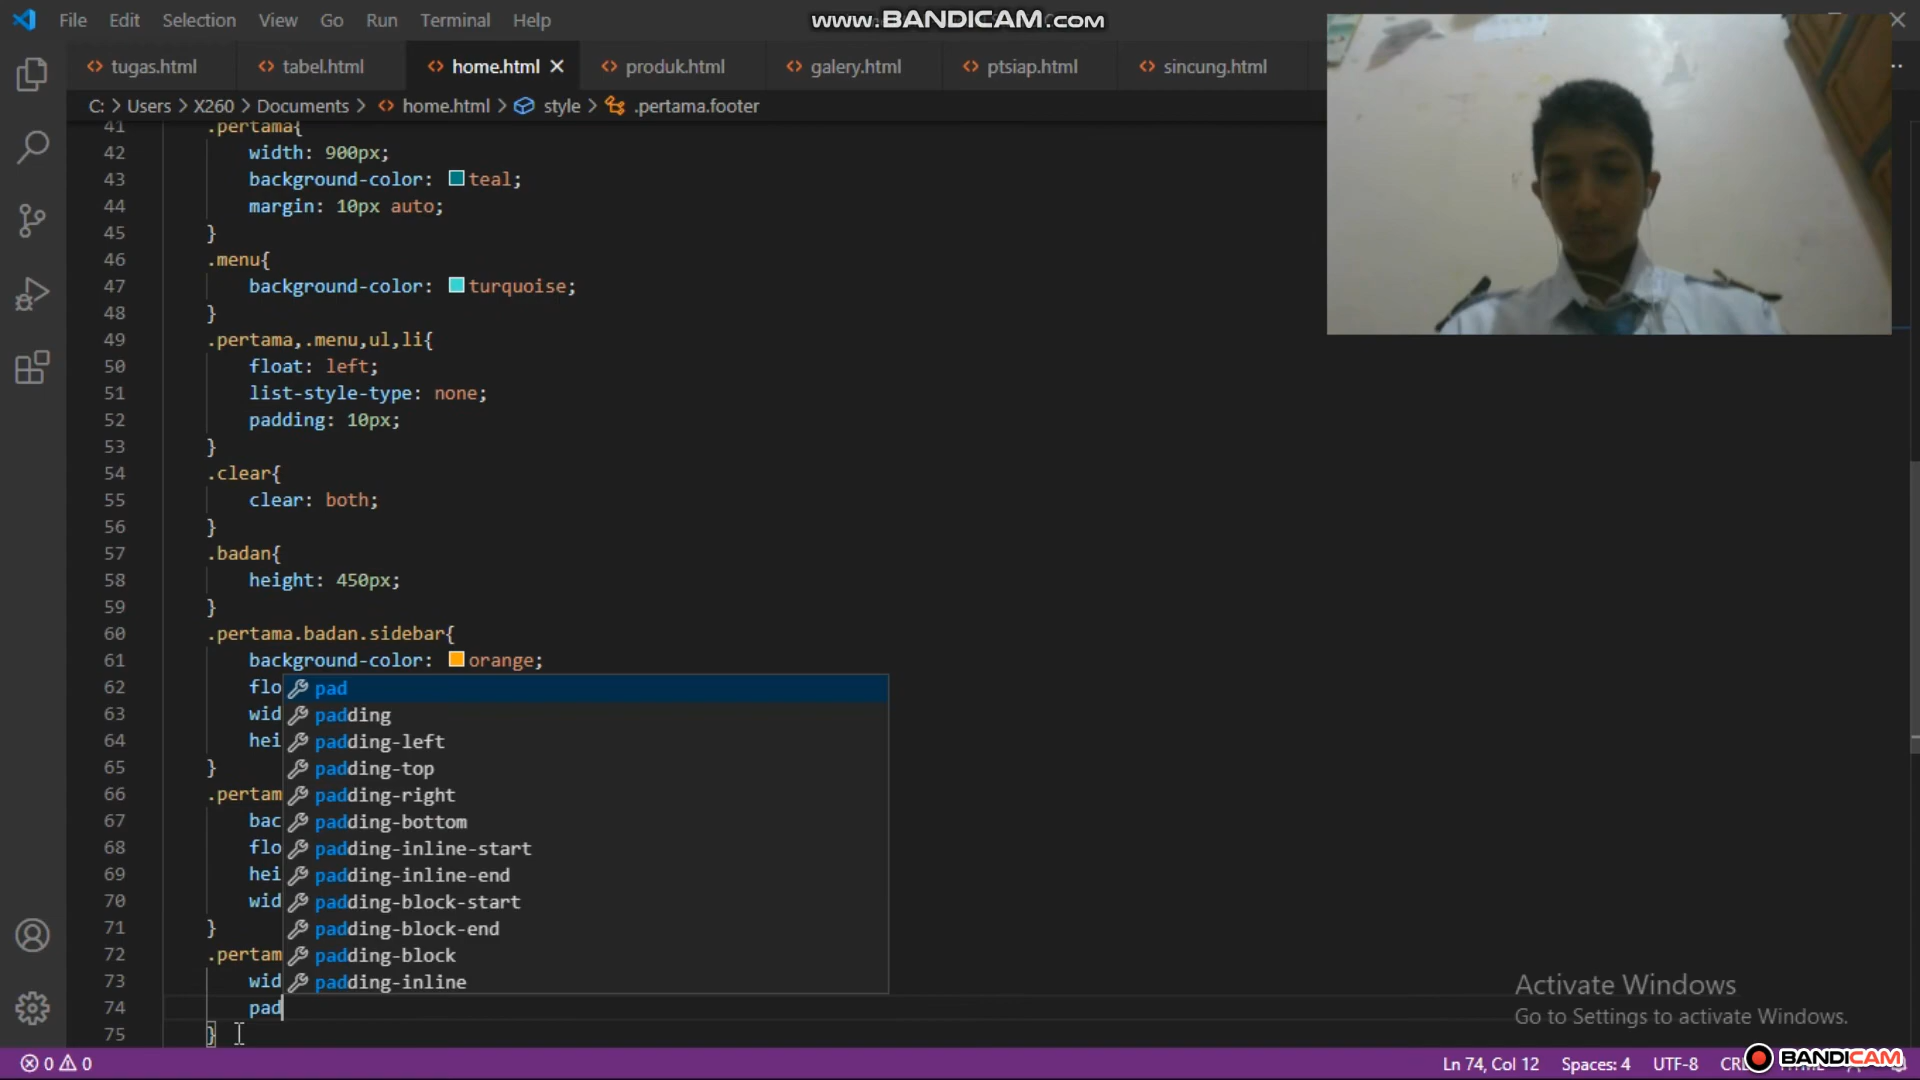 File Edit Selection View Go Run Terminal Help
www.BANDICAM.com
tugas.html tabel.html home.html produk.html galery.html ptsiap.html sincung.html
C: > Users > X260 > Documents > home.html > style > .pertama.footer
41 .pertama{
42 width: 900px;
43 background-color: teal;
44 margin: 10px auto;
45 }
46 .menu{
47 background-color: turquoise;
48 }
49 .pertama,.menu,ul,li{
50 float: left;
51 list-style-type: none;
52 padding: 10px;
53 }
54 .clear{
55 clear: both;
56 }
57 .badan{
58 height: 450px;
59 }
60 .pertama.badan.sidebar{
61 background-color: orange;
62 flo pad
63 wid padding
padding-left
64 hei
65 } padding-top
66 .pertam padding-right
67 bac padding-bottom
68 flo padding-inline-start
69 hei padding-inline-end
70 wid padding-block-start
71 } padding-block-end
72 .pertam padding-block
73 wid padding-inline
74 pad
75 }
Activate Windows
Go to Settings to activate Windows.
0 0 Ln 74, Col 12 Spaces: 4 UTF-8
BANDICAM